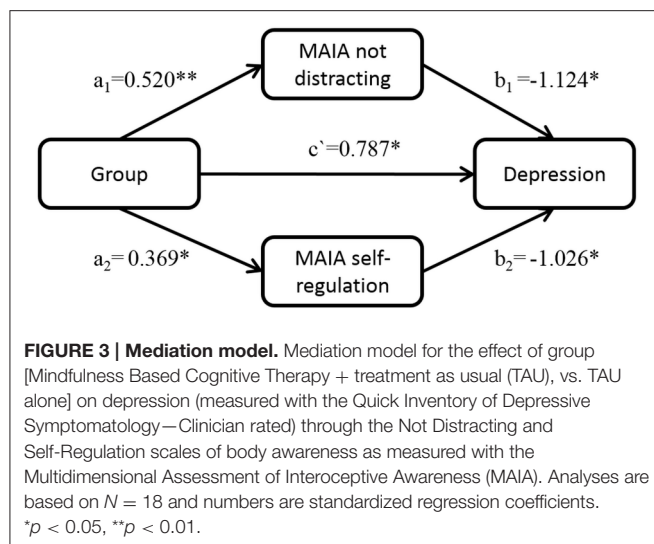 MAIA not
distracting
a₁=0.520**
b₁=-1.124*
c`=0.787*
Group
Depression
a₂=0.369*
MAIA self-
regulation
b₂=-1.026*
FIGURE 3 | Mediation model. Mediation model for the effect of group
[Mindfulness Based Cognitive Therapy + treatment as usual (TAU), vs. TAU
alone] on depression (measured with the Quick Inventory of Depressive
Symptomatology—Clinician rated) through the Not Distracting and
Self-Regulation scales of body awareness as measured with the
Multidimensional Assessment of Interoceptive Awareness (MAIA). Analyses are
based on N = 18 and numbers are standardized regression coefficients.
*p < 0.05, **p < 0.01.